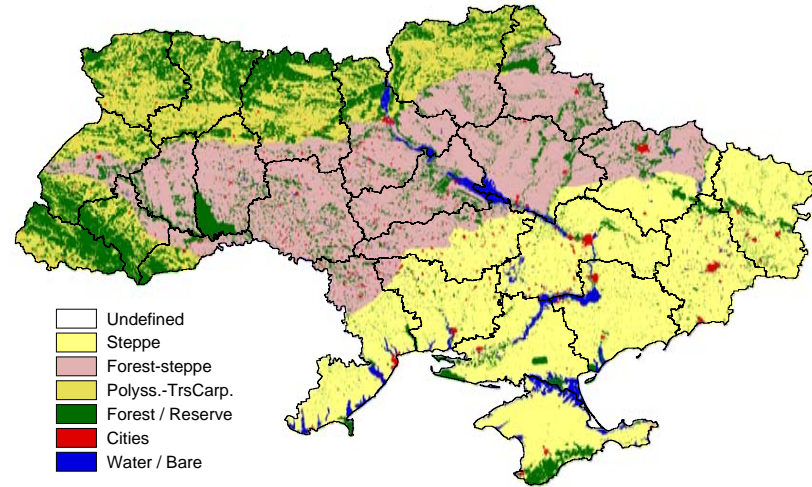 Undefined
Steppe
Forest-steppe
Polyss.-TrsCarp.
Forest / Reserve
Cities
Water / Bare